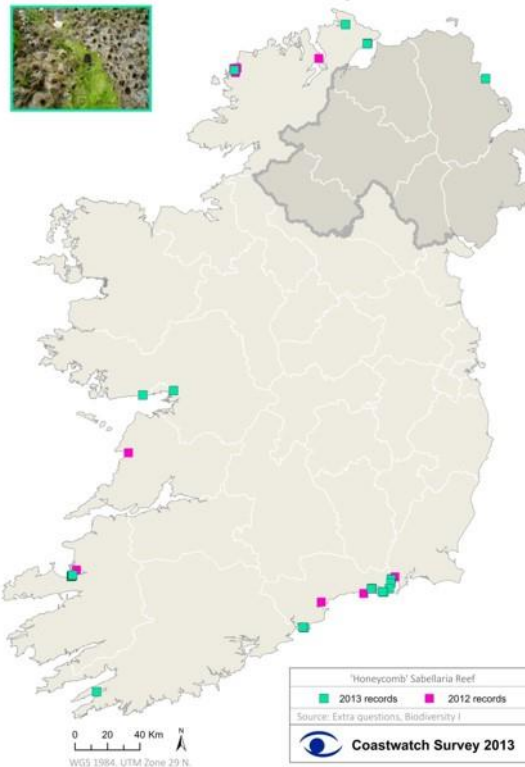 'Honeycomb' Sabellaria Reef
2013 records 2012 records
Source: Extra questions, Biodiversity I
Coastwatch Survey 2013
0 20 40 Km
N
WGS 1984. UTM Zone 29 N.